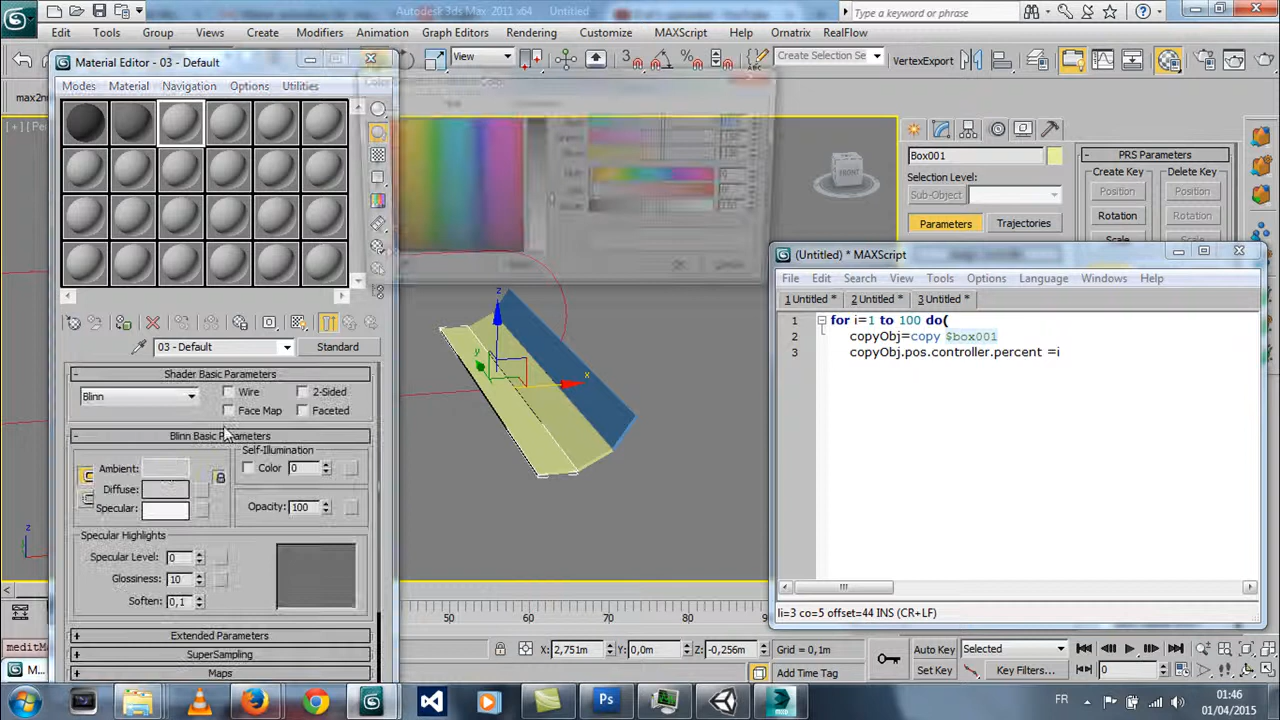 Autodesk 3ds Max 2011 x64 Untitled
Type a keyword or phrase
Edit Tools Group Views Create Modifiers Animation Graph Editors Rendering Customize MAXScript Help Ornatrix RealFlow
View
Create Selection Se
VertexExport
Material Editor - 03 - Default
Modes Material Navigation Options Utilities
03 - Default
Standard
Shader Basic Parameters
Blinn
Wire
2-Sided
Face Map
Faceted
Blinn Basic Parameters
Self-Illumination
Ambient:
Color 0
Diffuse:
Specular:
Opacity: 100
Specular Highlights
Specular Level: 0
Glossiness: 10
Soften: 0,1
Extended Parameters
SuperSampling
Maps
FRONT
z
x
y
Box001
Selection Level:
Sub-Object
Parameters
Trajectories
PRS Parameters
Create Key
Delete Key
Position
Position
Rotation
Rotation
Scale
(Untitled) * MAXScript
File Edit Search View Tools Options Language Windows Help
1 Untitled * 2 Untitled * 3 Untitled *
1 for i=1 to 100 do(
2 copyObj=copy $box001
3 copyObj.pos.controller.percent =i
li=3 co=5 offset=44 INS (CR+LF)
50 60 70 80
X: 2,751m Y: 0,0m Z: -0,256m Grid = 0,1m
Add Time Tag
Auto Key
Selected
Set Key
Key Filters...
0
M...
FR
01:46
01/04/2015